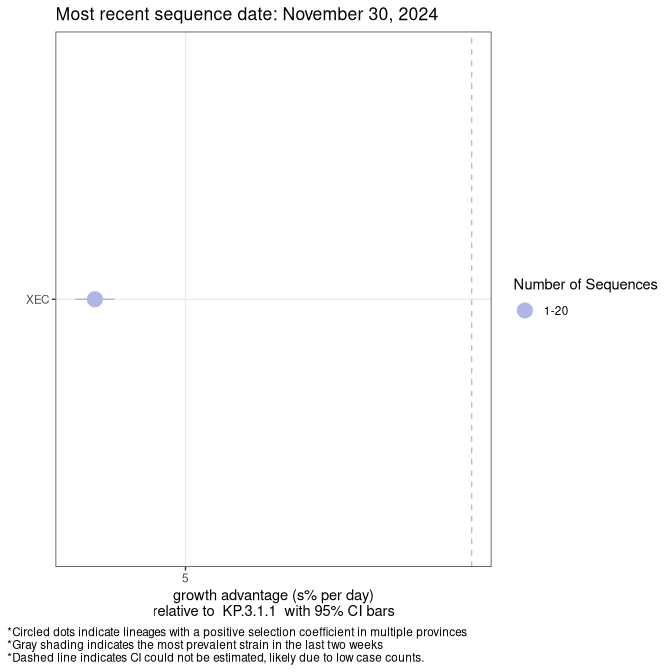 Most recent sequence date: November 30, 2024
XEC
Number of Sequences
1-20
5
growth advantage (s% per day)
relative to  KP.3.1.1  with 95% CI bars
*Circled dots indicate lineages with a positive selection coefficient in multiple provinces
*Gray shading indicates the most prevalent strain in the last two weeks
*Dashed line indicates CI could not be estimated, likely due to low case counts.